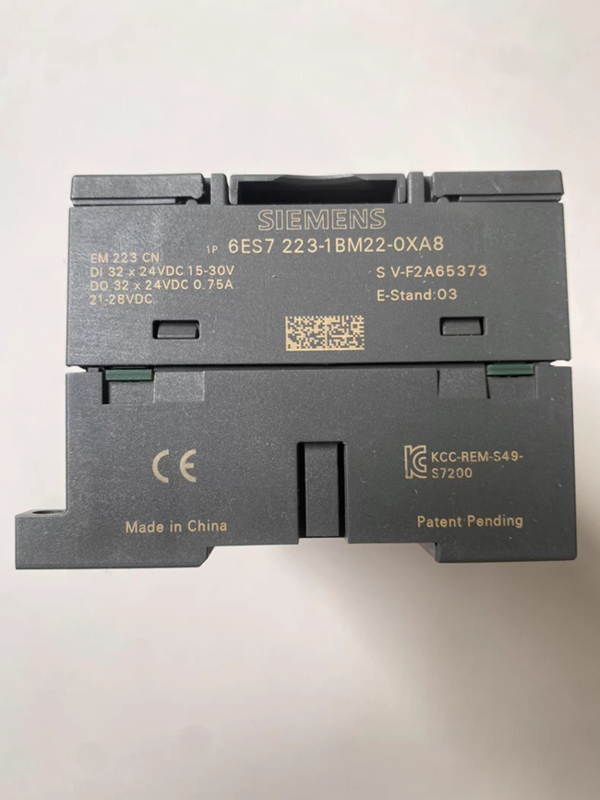 SIEMENS
1P 6ES7 223-1BM22-0XA8
EM 223 CN
DI 32 x 24VDC 15-30V
DO 32 x 24VDC 0.75A
21-28VDC
S V-F2A65373
E-Stand:03
CE
KCC-REM-S49-
S7200
Made in China
Patent Pending